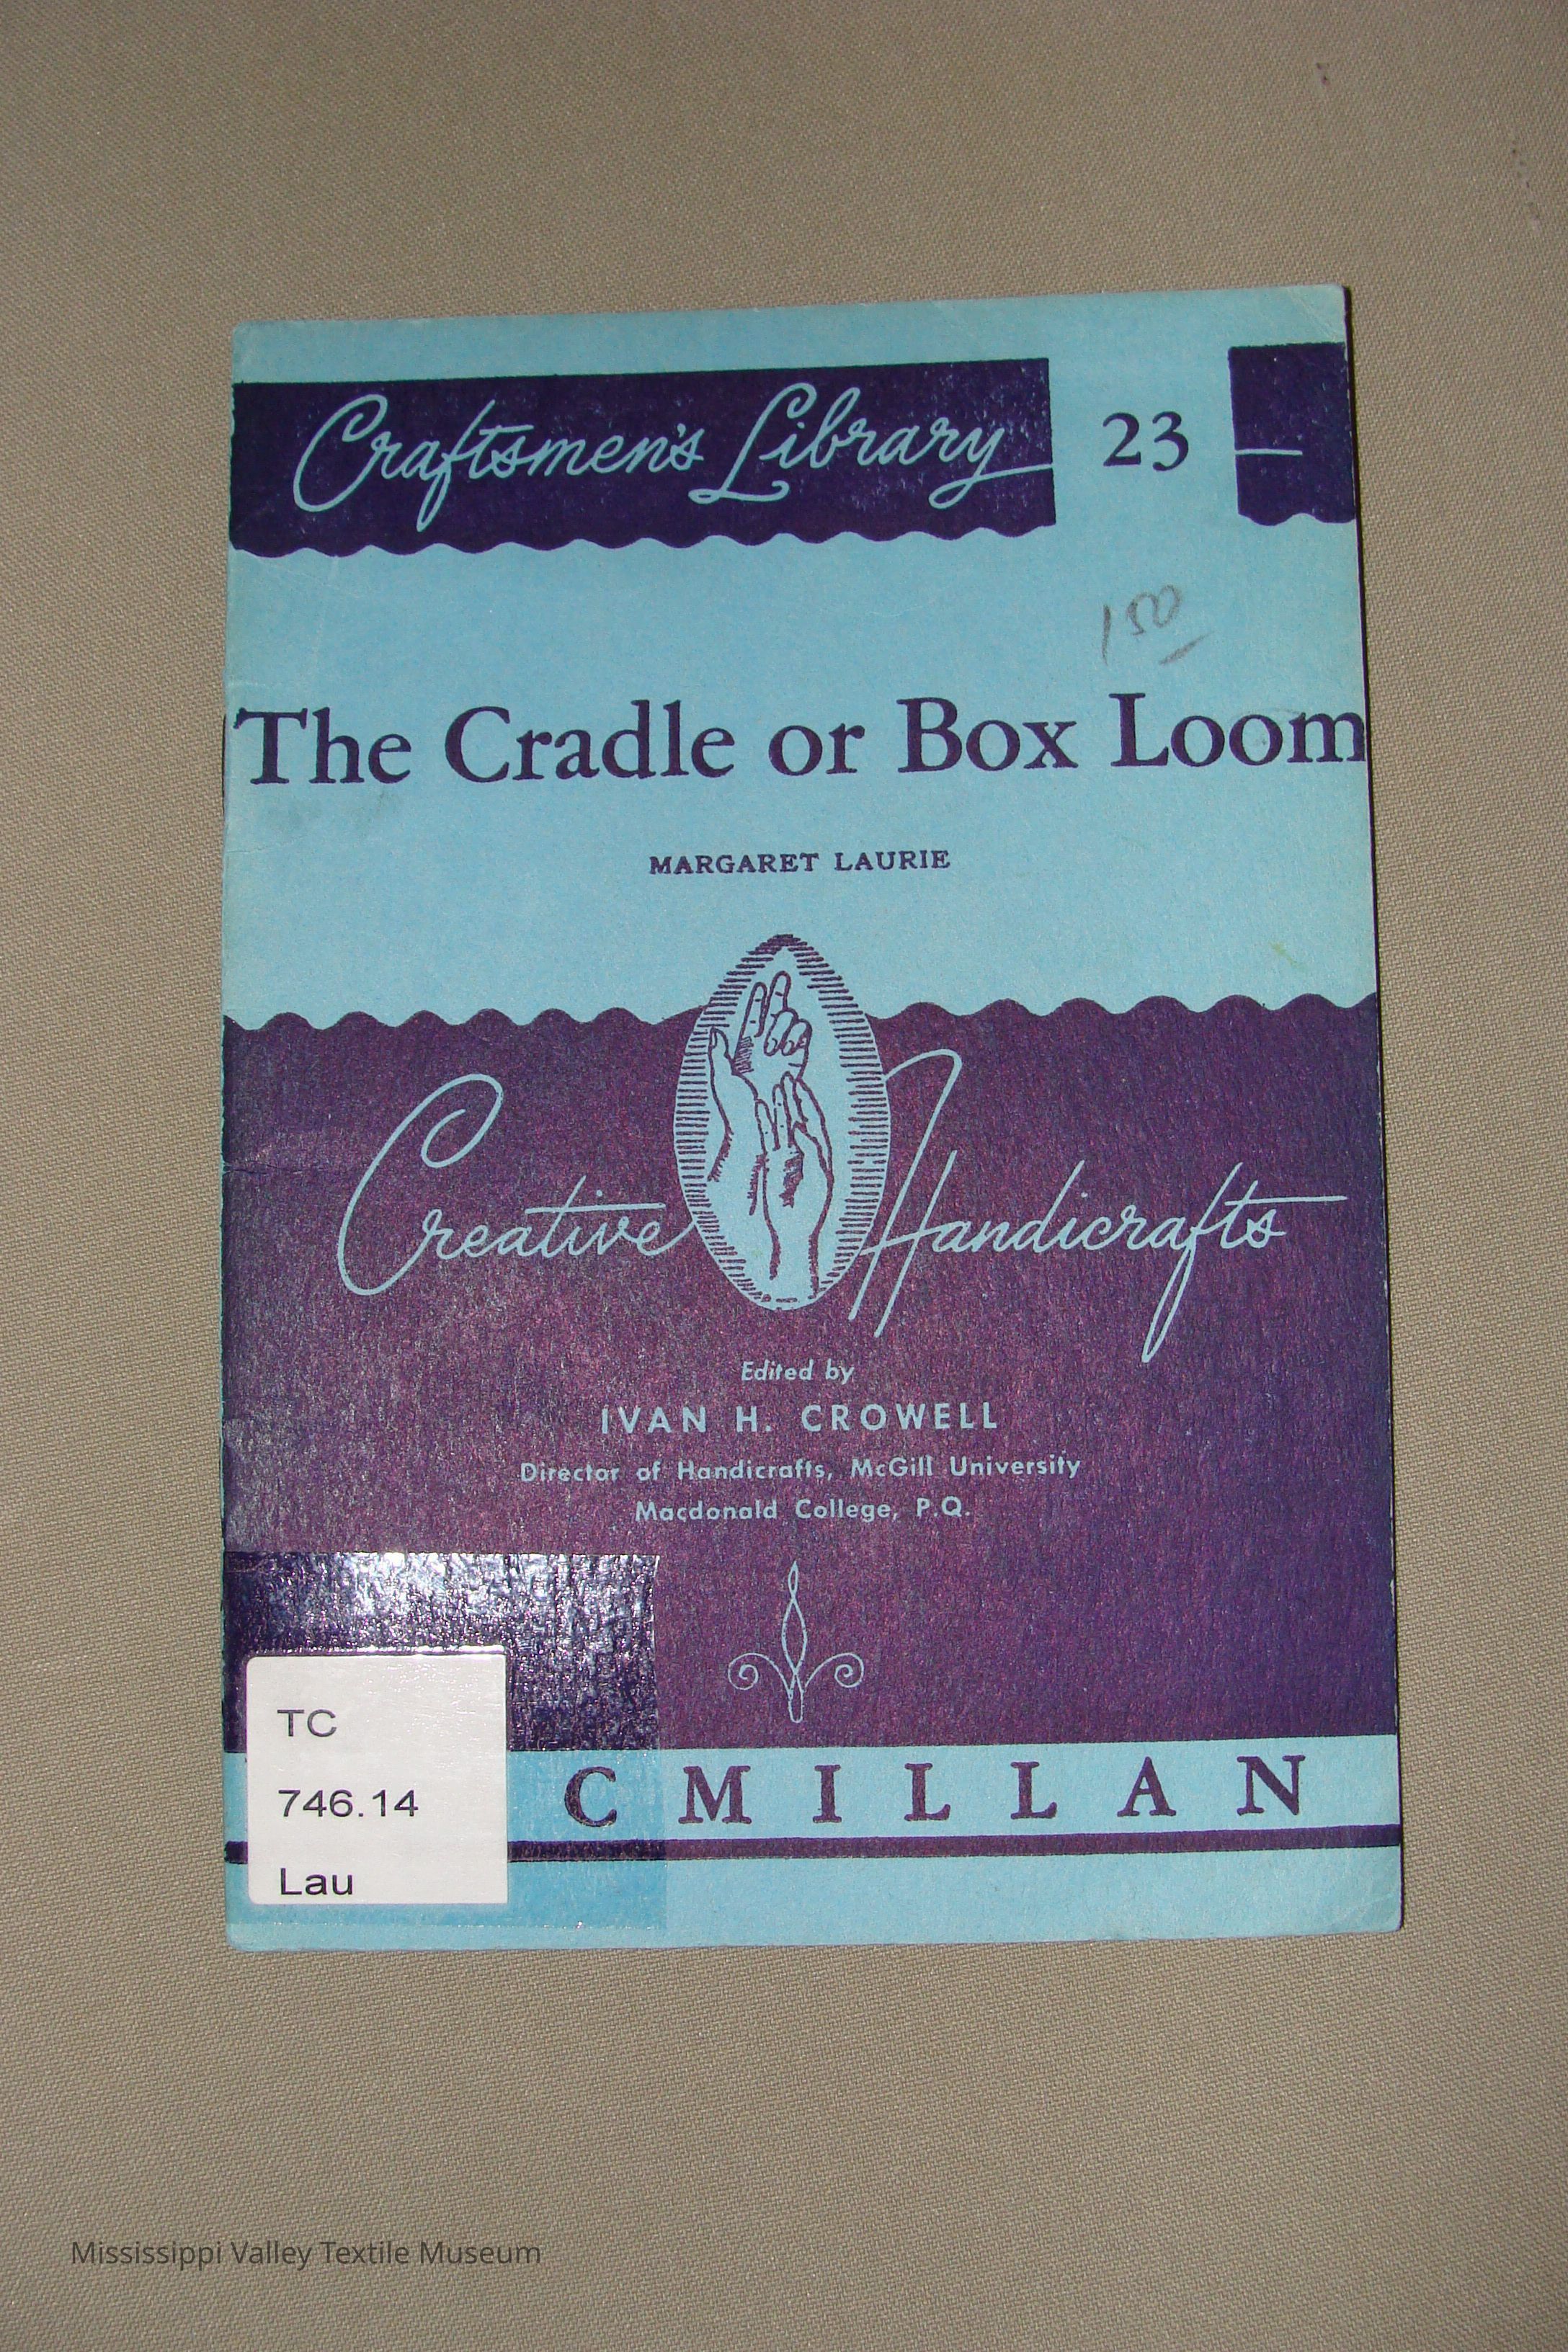 Craftsmen's Library 23
150
The Cradle or Box Loom
MARGARET LAURIE
Creative Handicrafts
Edited by
IVAN H. CROWELL
Director of Handicrafts, McGill University
Macdonald College, P.Q.
CMILLAN
TC
746.14
Lau
Mississippi Valley Textile Museum